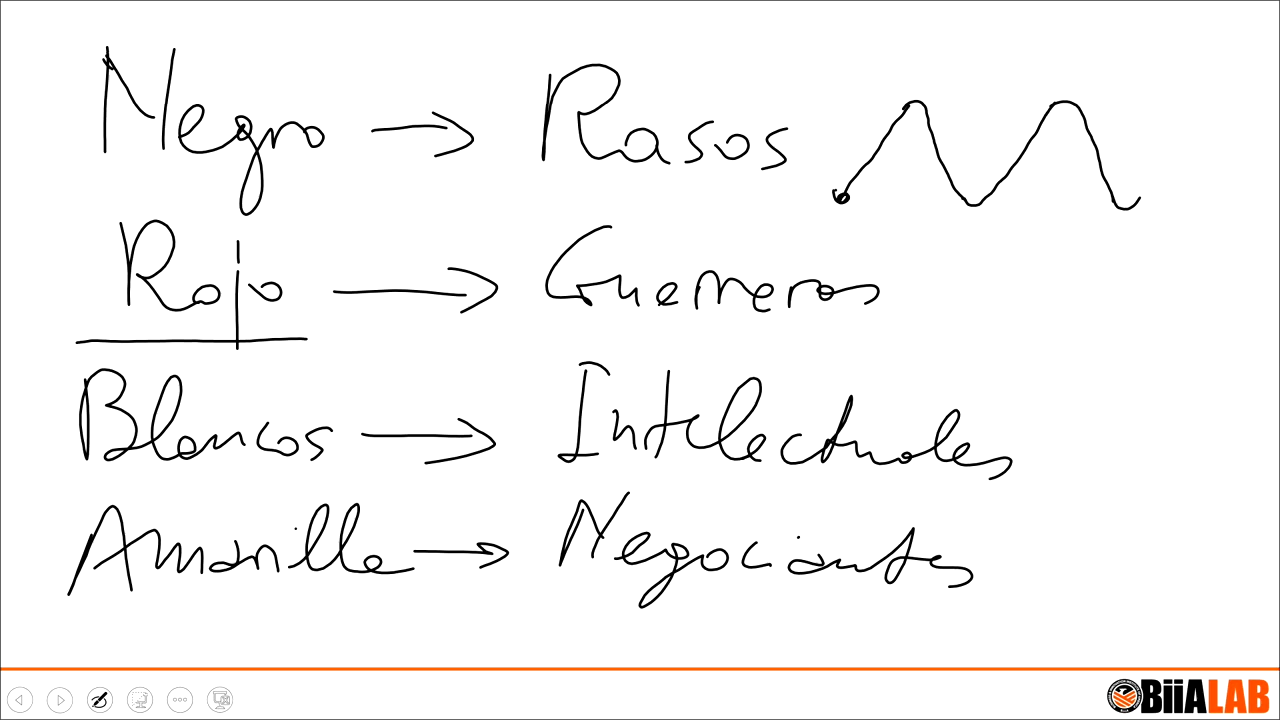 Negro → Rasos
Rojo → Guerreros
Blancos → Intelectuales
Amarillo → Negociantes
BiiALAB